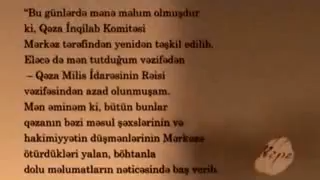 “Bu günlərdə mənə məlum olmuşdır
ki, Qəza İnqilab Komitəsi
Mərkəz tərəfindən yenidən təşkil edilib.
Eləcə də mən tutduğum vəzifədən
– Qəza Milis İdarəsinin Rəisi
vəzifəsindən azad olunmuşam.
Mən əminəm ki, bütün bunlar
qəzanın bəzi məsul şəxslərinin və
hakimiyyətin düşmənlərinin Mərkəzə
ötürdükləri yalan, böhtanla
dolu məlumatların nəticəsində baş verib.